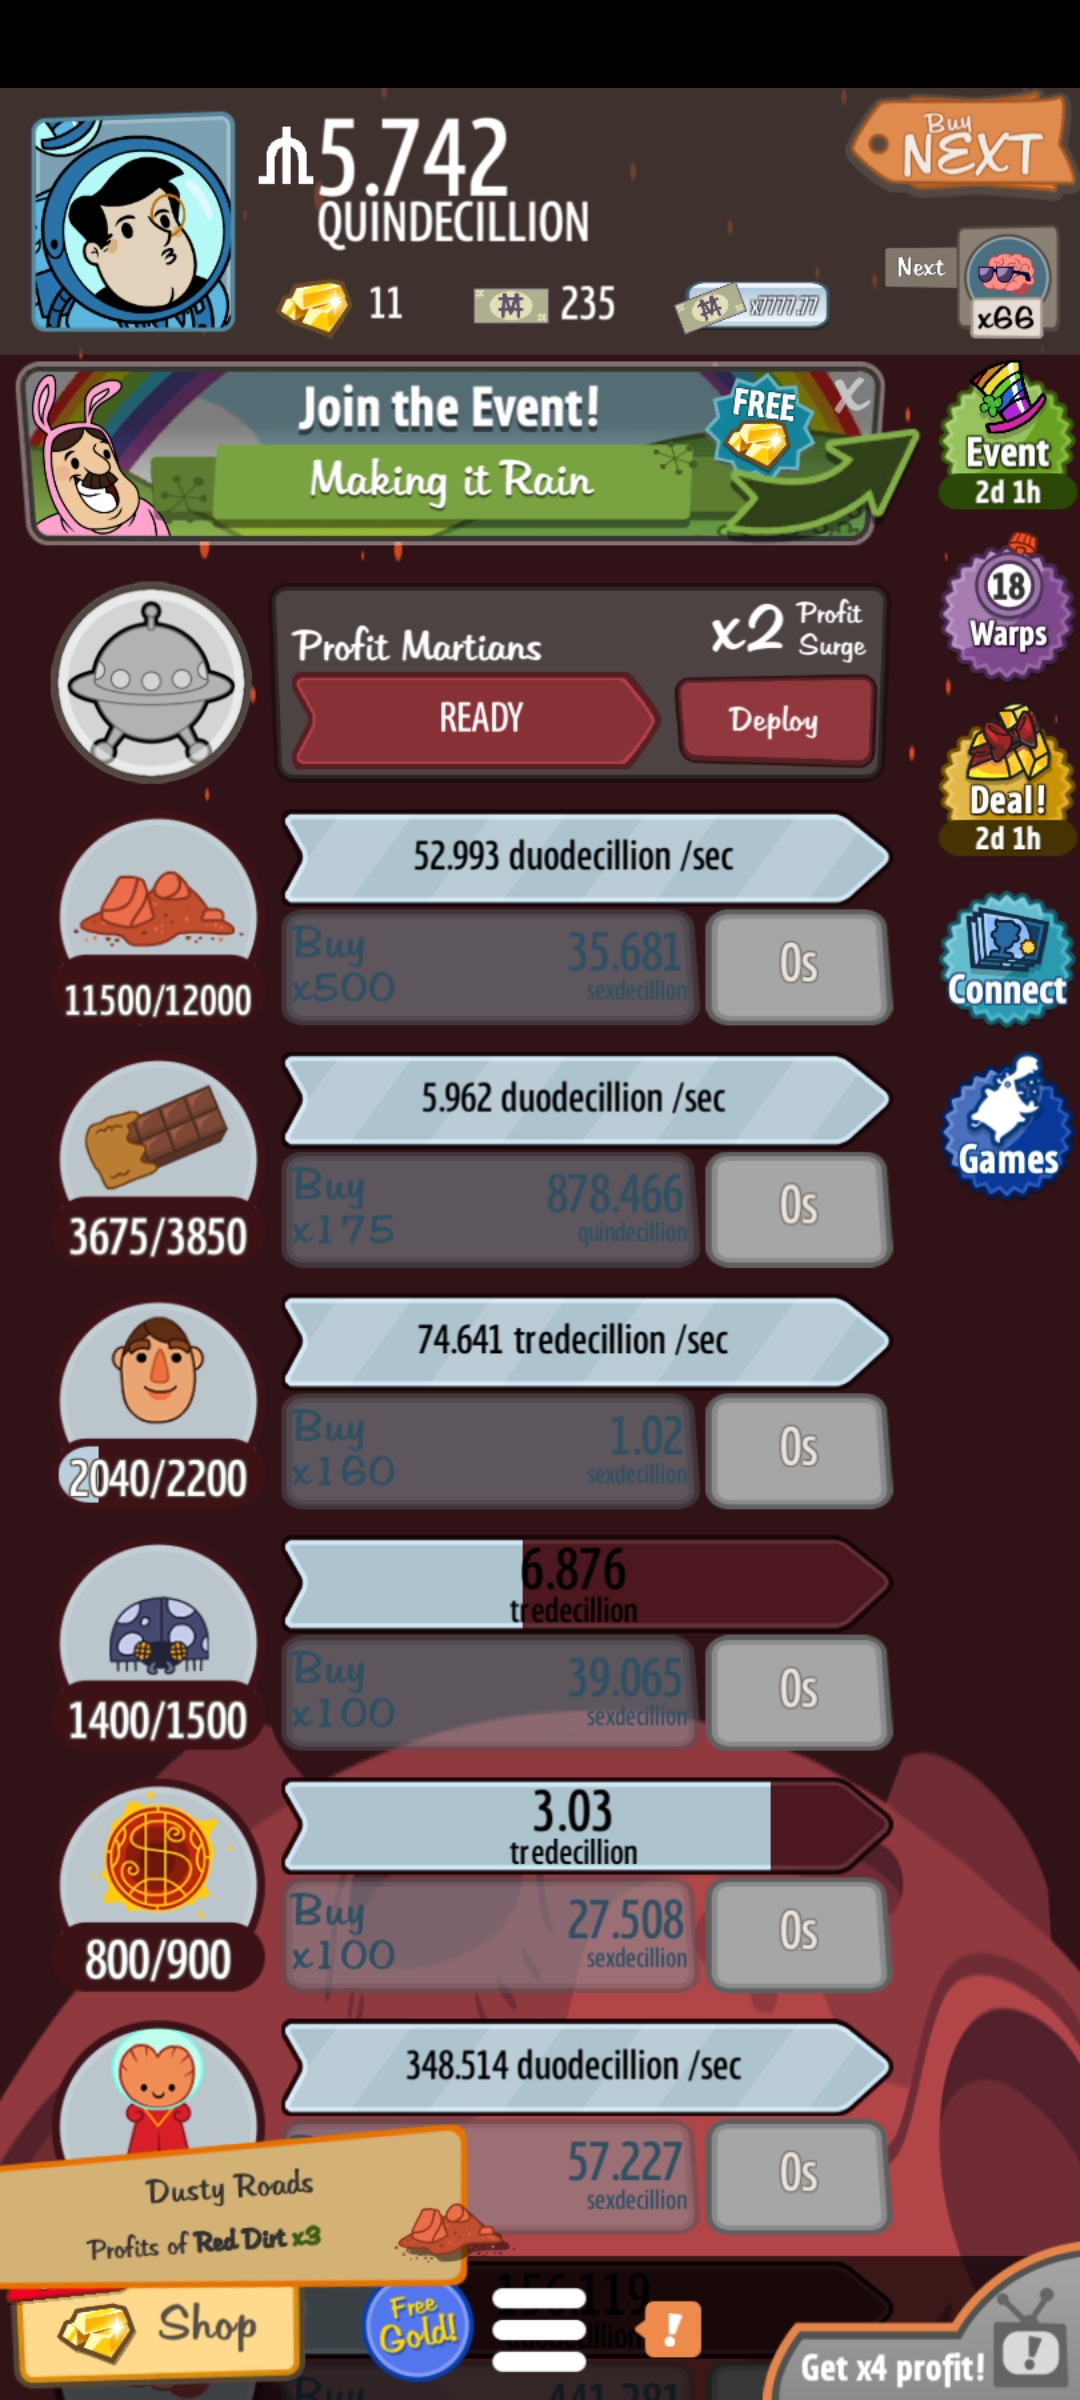 5.742
QUINDECILLION
Buy
NEXT
11
235
x7777.77
Next
x66
Join the Event!
FREE
X
Making it Rain
Event
2d 1h
18
Warps
Profit Martians
x2 Profit
Surge
READY
Deploy
Deal!
2d 1h
52.993 duodecillion /sec
Buy
x500
35.681
sexdecillion
0s
11500/12000
Connect
5.962 duodecillion /sec
Buy
x175
878.466
quindecillion
0s
3675/3850
Games
74.641 tredecillion /sec
Buy
x160
1.02
sexdecillion
0s
2040/2200
6.876
tredecillion
Buy
x100
39.065
sexdecillion
0s
1400/1500
3.03
tredecillion
Buy
x100
27.508
sexdecillion
0s
800/900
348.514 duodecillion /sec
57.227
sexdecillion
0s
Dusty Roads
Profits of Red Dirt x3
Shop
Free
Gold!
!
Get x4 profit!
!